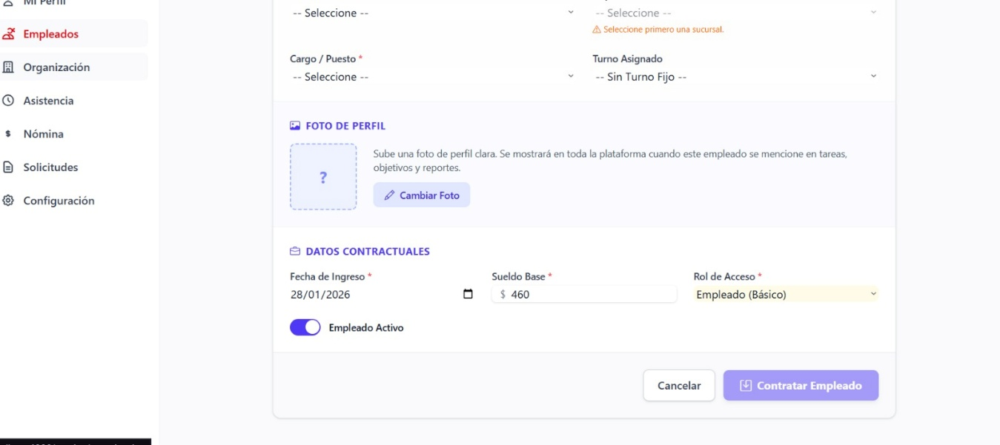 Mi Perfil
Empleados
Organización
Asistencia
Nómina
Solicitudes
Configuración
-- Seleccione --
-- Seleccione --
Seleccione primero una sucursal.
Cargo / Puesto *
Turno Asignado
-- Seleccione --
-- Sin Turno Fijo --
FOTO DE PERFIL
?
Sube una foto de perfil clara. Se mostrará en toda la plataforma cuando este empleado se mencione en tareas,
objetivos y reportes.
Cambiar Foto
DATOS CONTRACTUALES
Fecha de Ingreso *
Sueldo Base *
Rol de Acceso *
28/01/2026
$ 460
Empleado (Básico)
Empleado Activo
Cancelar
Contratar Empleado